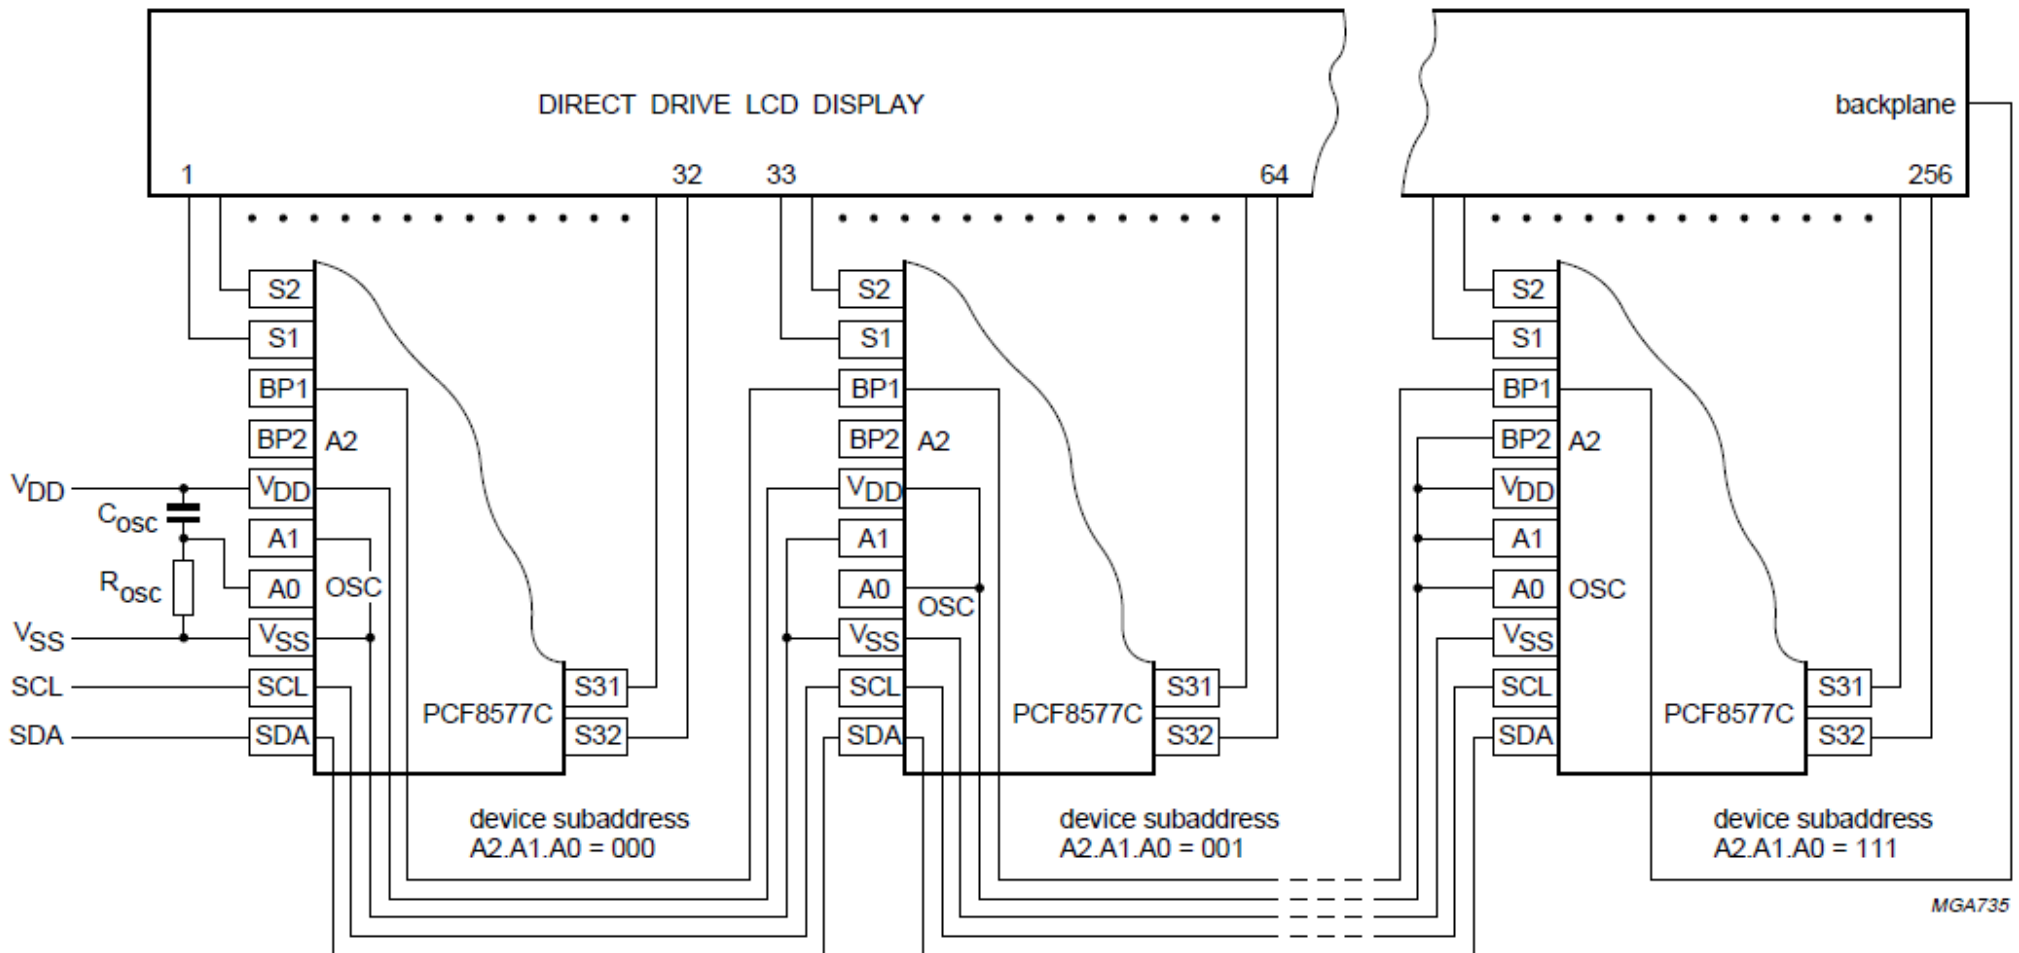 DIRECT DRIVE LCD DISPLAY
backplane
1
32
33
64
256
S2
S1
BP1
BP2
A2
VDD
VDD
COSC
A1
ROSC
A0
OSC
VSS
VSS
SCL
SCL
SDA
SDA
S31
S32
PCF8577C
device subaddress
A2.A1.A0 = 000
S2
S1
BP1
BP2
A2
VDD
A1
A0
OSC
VSS
SCL
SDA
S31
S32
PCF8577C
device subaddress
A2.A1.A0 = 001
S2
S1
BP1
BP2
A2
VDD
A1
A0
OSC
VSS
SCL
SDA
S31
S32
PCF8577C
device subaddress
A2.A1.A0 = 111
MGA735